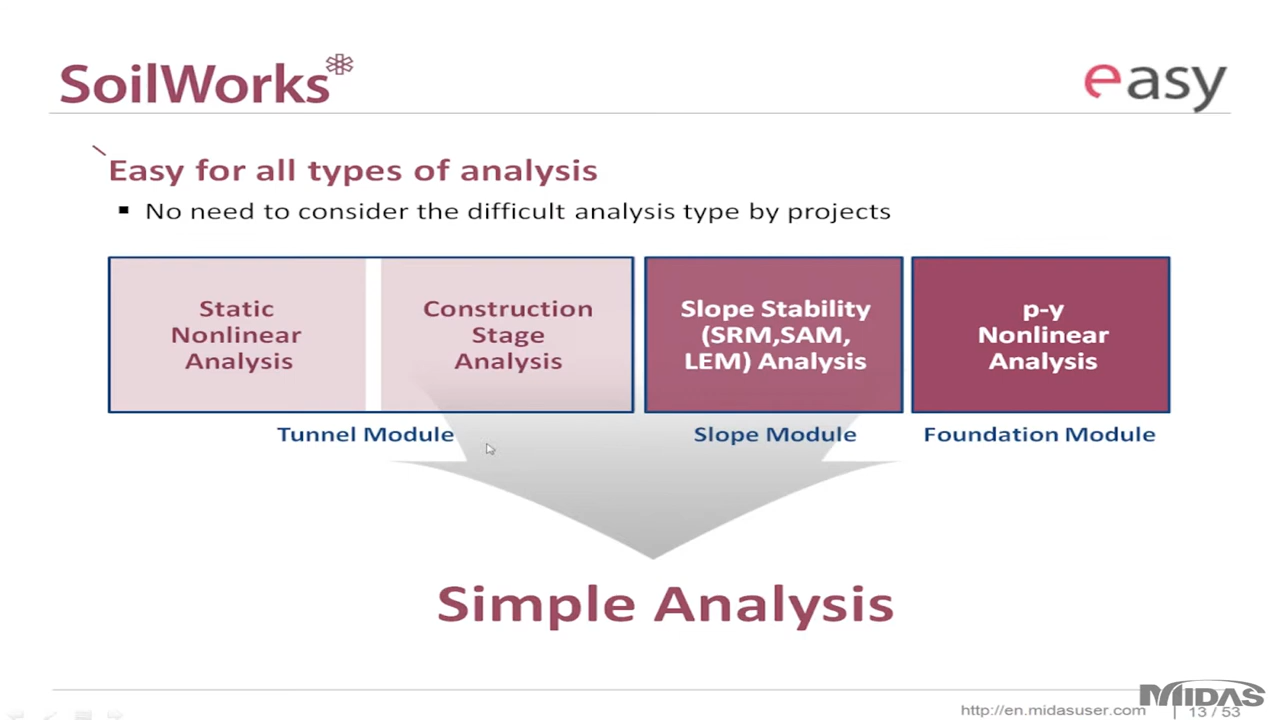 SoilWorks*
easy
Easy for all types of analysis
▪ No need to consider the difficult analysis type by projects
Static
Nonlinear
Analysis
Construction
Stage
Analysis
Slope Stability
(SRM,SAM,
LEM) Analysis
p-y
Nonlinear
Analysis
Tunnel Module
Slope Module
Foundation Module
Simple Analysis
MIDAS
http://en.midasuser.com
13 / 53